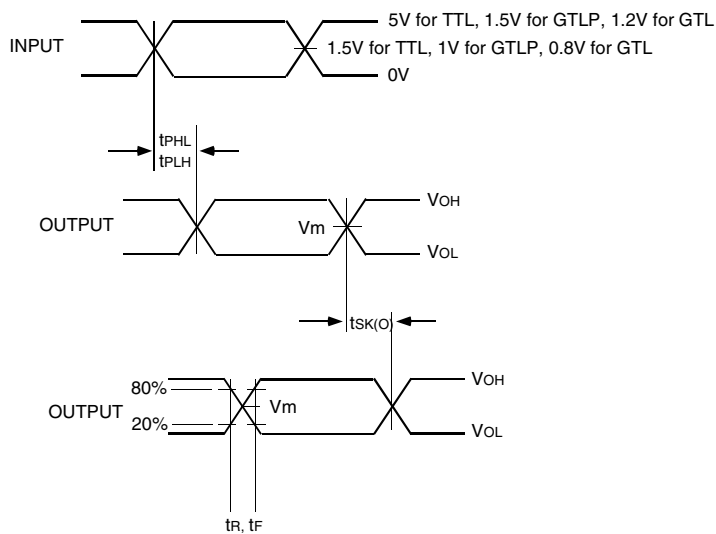 5V for TTL, 1.5V for GTLP, 1.2V for GTL
INPUT
1.5V for TTL, 1V for GTLP, 0.8V for GTL
0V
tPHL
tPLH
VOH
OUTPUT
Vm
VOL
tSK(O)
VOH
80%
OUTPUT
Vm
20%
VOL
tR, tF